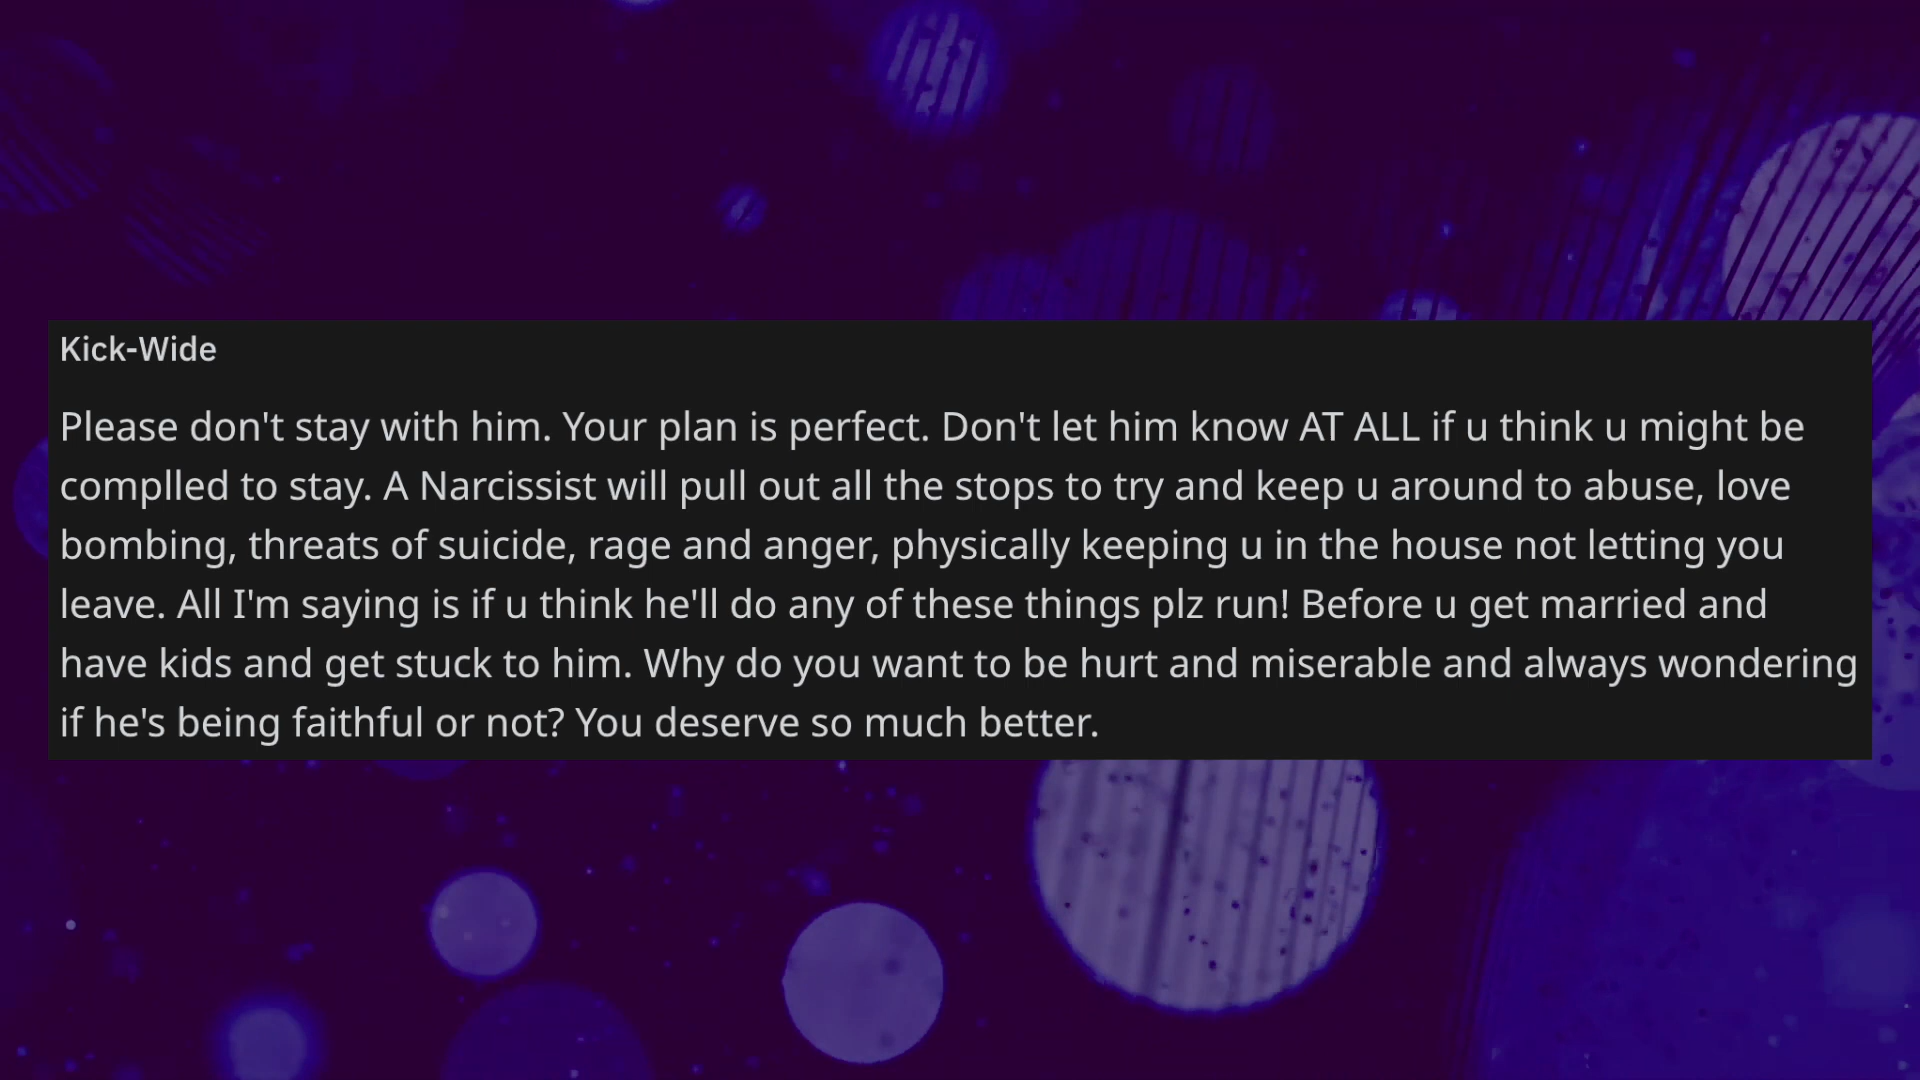 Kick-Wide
Please don't stay with him. Your plan is perfect. Don't let him know AT ALL if u think u might be
complled to stay. A Narcissist will pull out all the stops to try and keep u around to abuse, love
bombing, threats of suicide, rage and anger, physically keeping u in the house not letting you
leave. All I'm saying is if u think he'll do any of these things plz run! Before u get married and
have kids and get stuck to him. Why do you want to be hurt and miserable and always wondering
if he's being faithful or not? You deserve so much better.